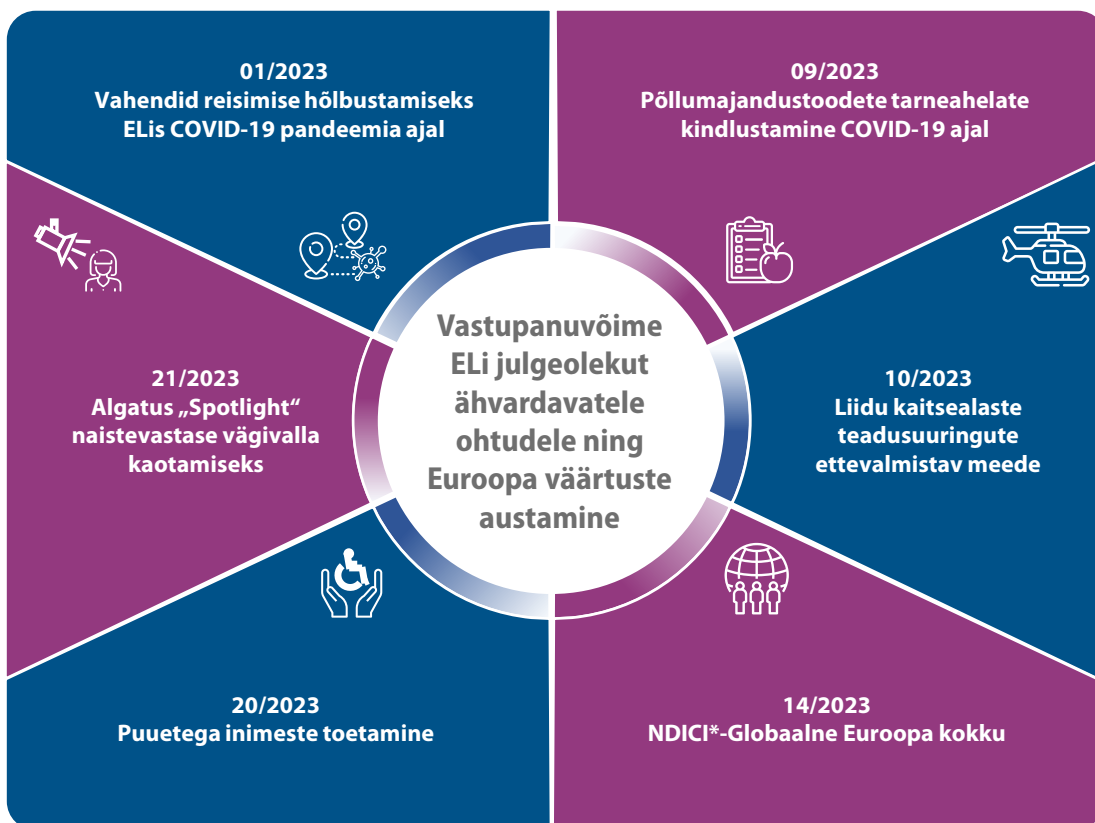 01/2023
Vahendid reisimise hõlbustamiseks
ELis COVID-19 pandeemia ajal
09/2023
Põllumajandustoodete tarneahelate
kindlustamine COVID-19 ajal
21/2023
Algatus „Spotlight“
naistevastase vägivalla
kaotamiseks
Vastupanuvõime
ELi julgeolekut
ähvardavatele
ohtudele ning
Euroopa väärtuste
austamine
10/2023
Liidu kaitsealaste
teadusuuringute
ettevalmistav meede
20/2023
Puuetega inimeste toetamine
14/2023
NDICI*-Globaalne Euroopa kokku